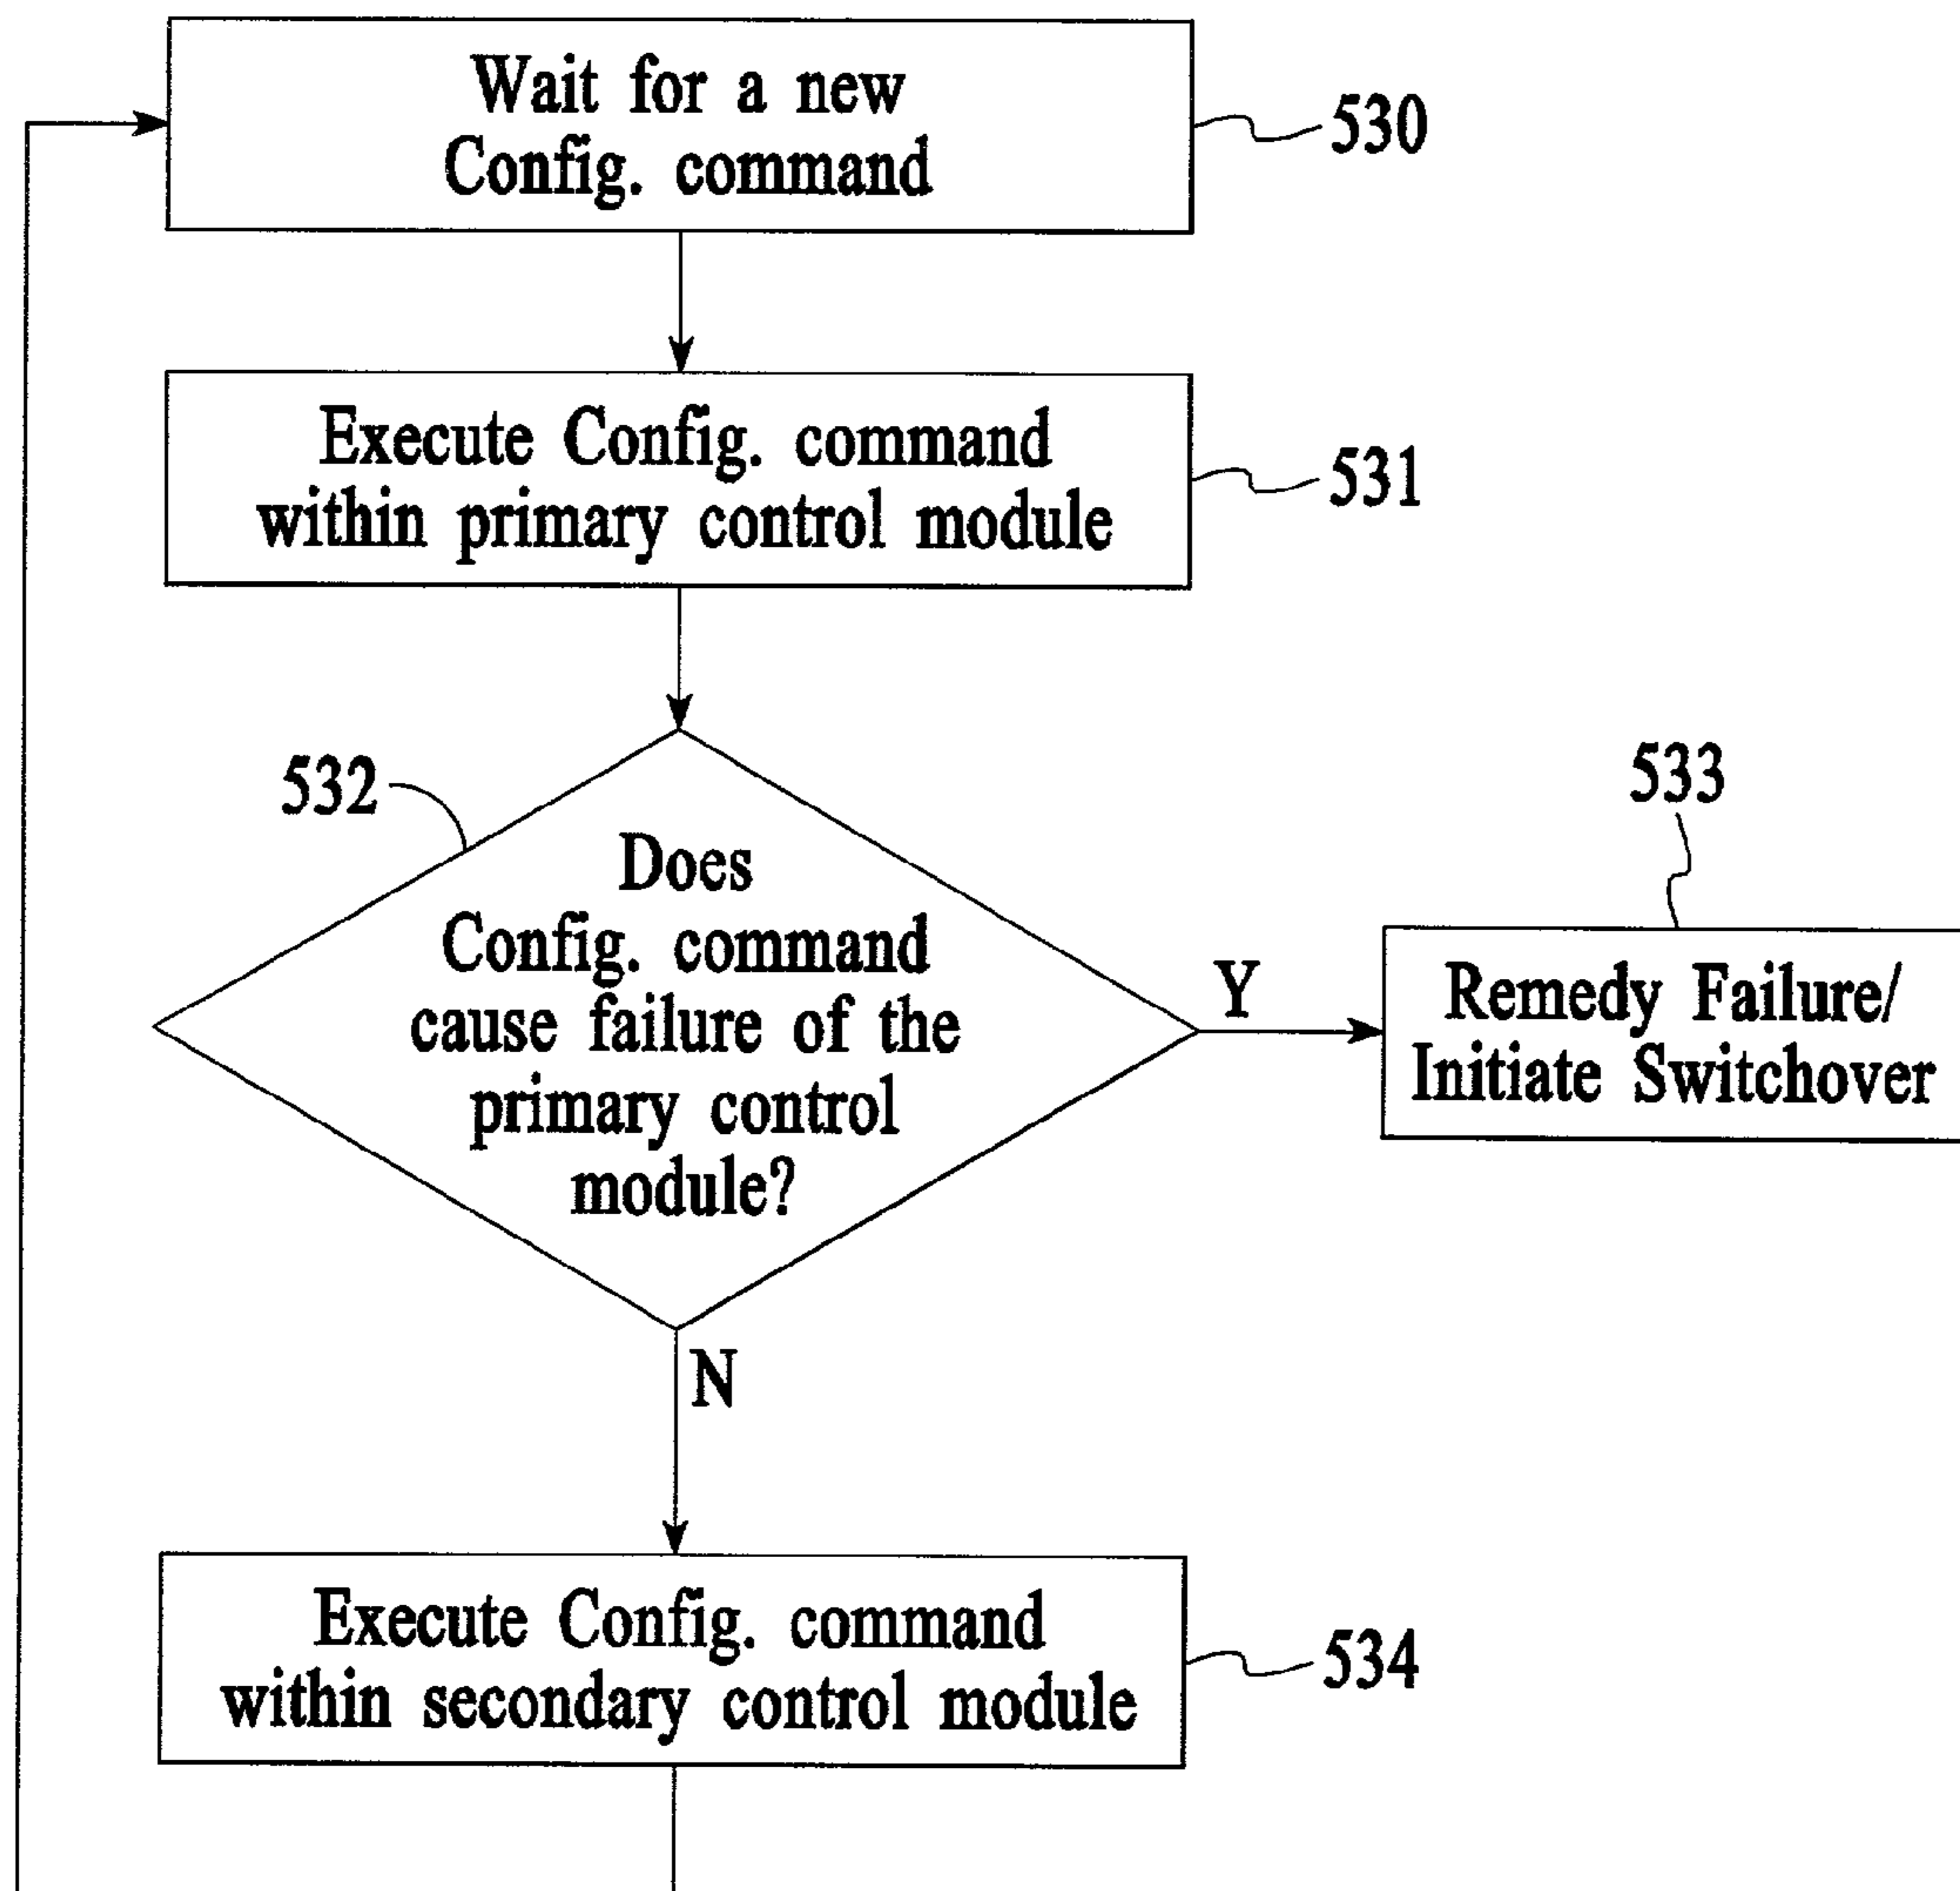 Wait for a new
Config. command
530
Execute Config. command
within primary control module
531
532
Does
Config. command
cause failure of the
primary control
module?
Y
533
Remedy Failure/
Initiate Switchover
N
Execute Config. command
within secondary control module
534